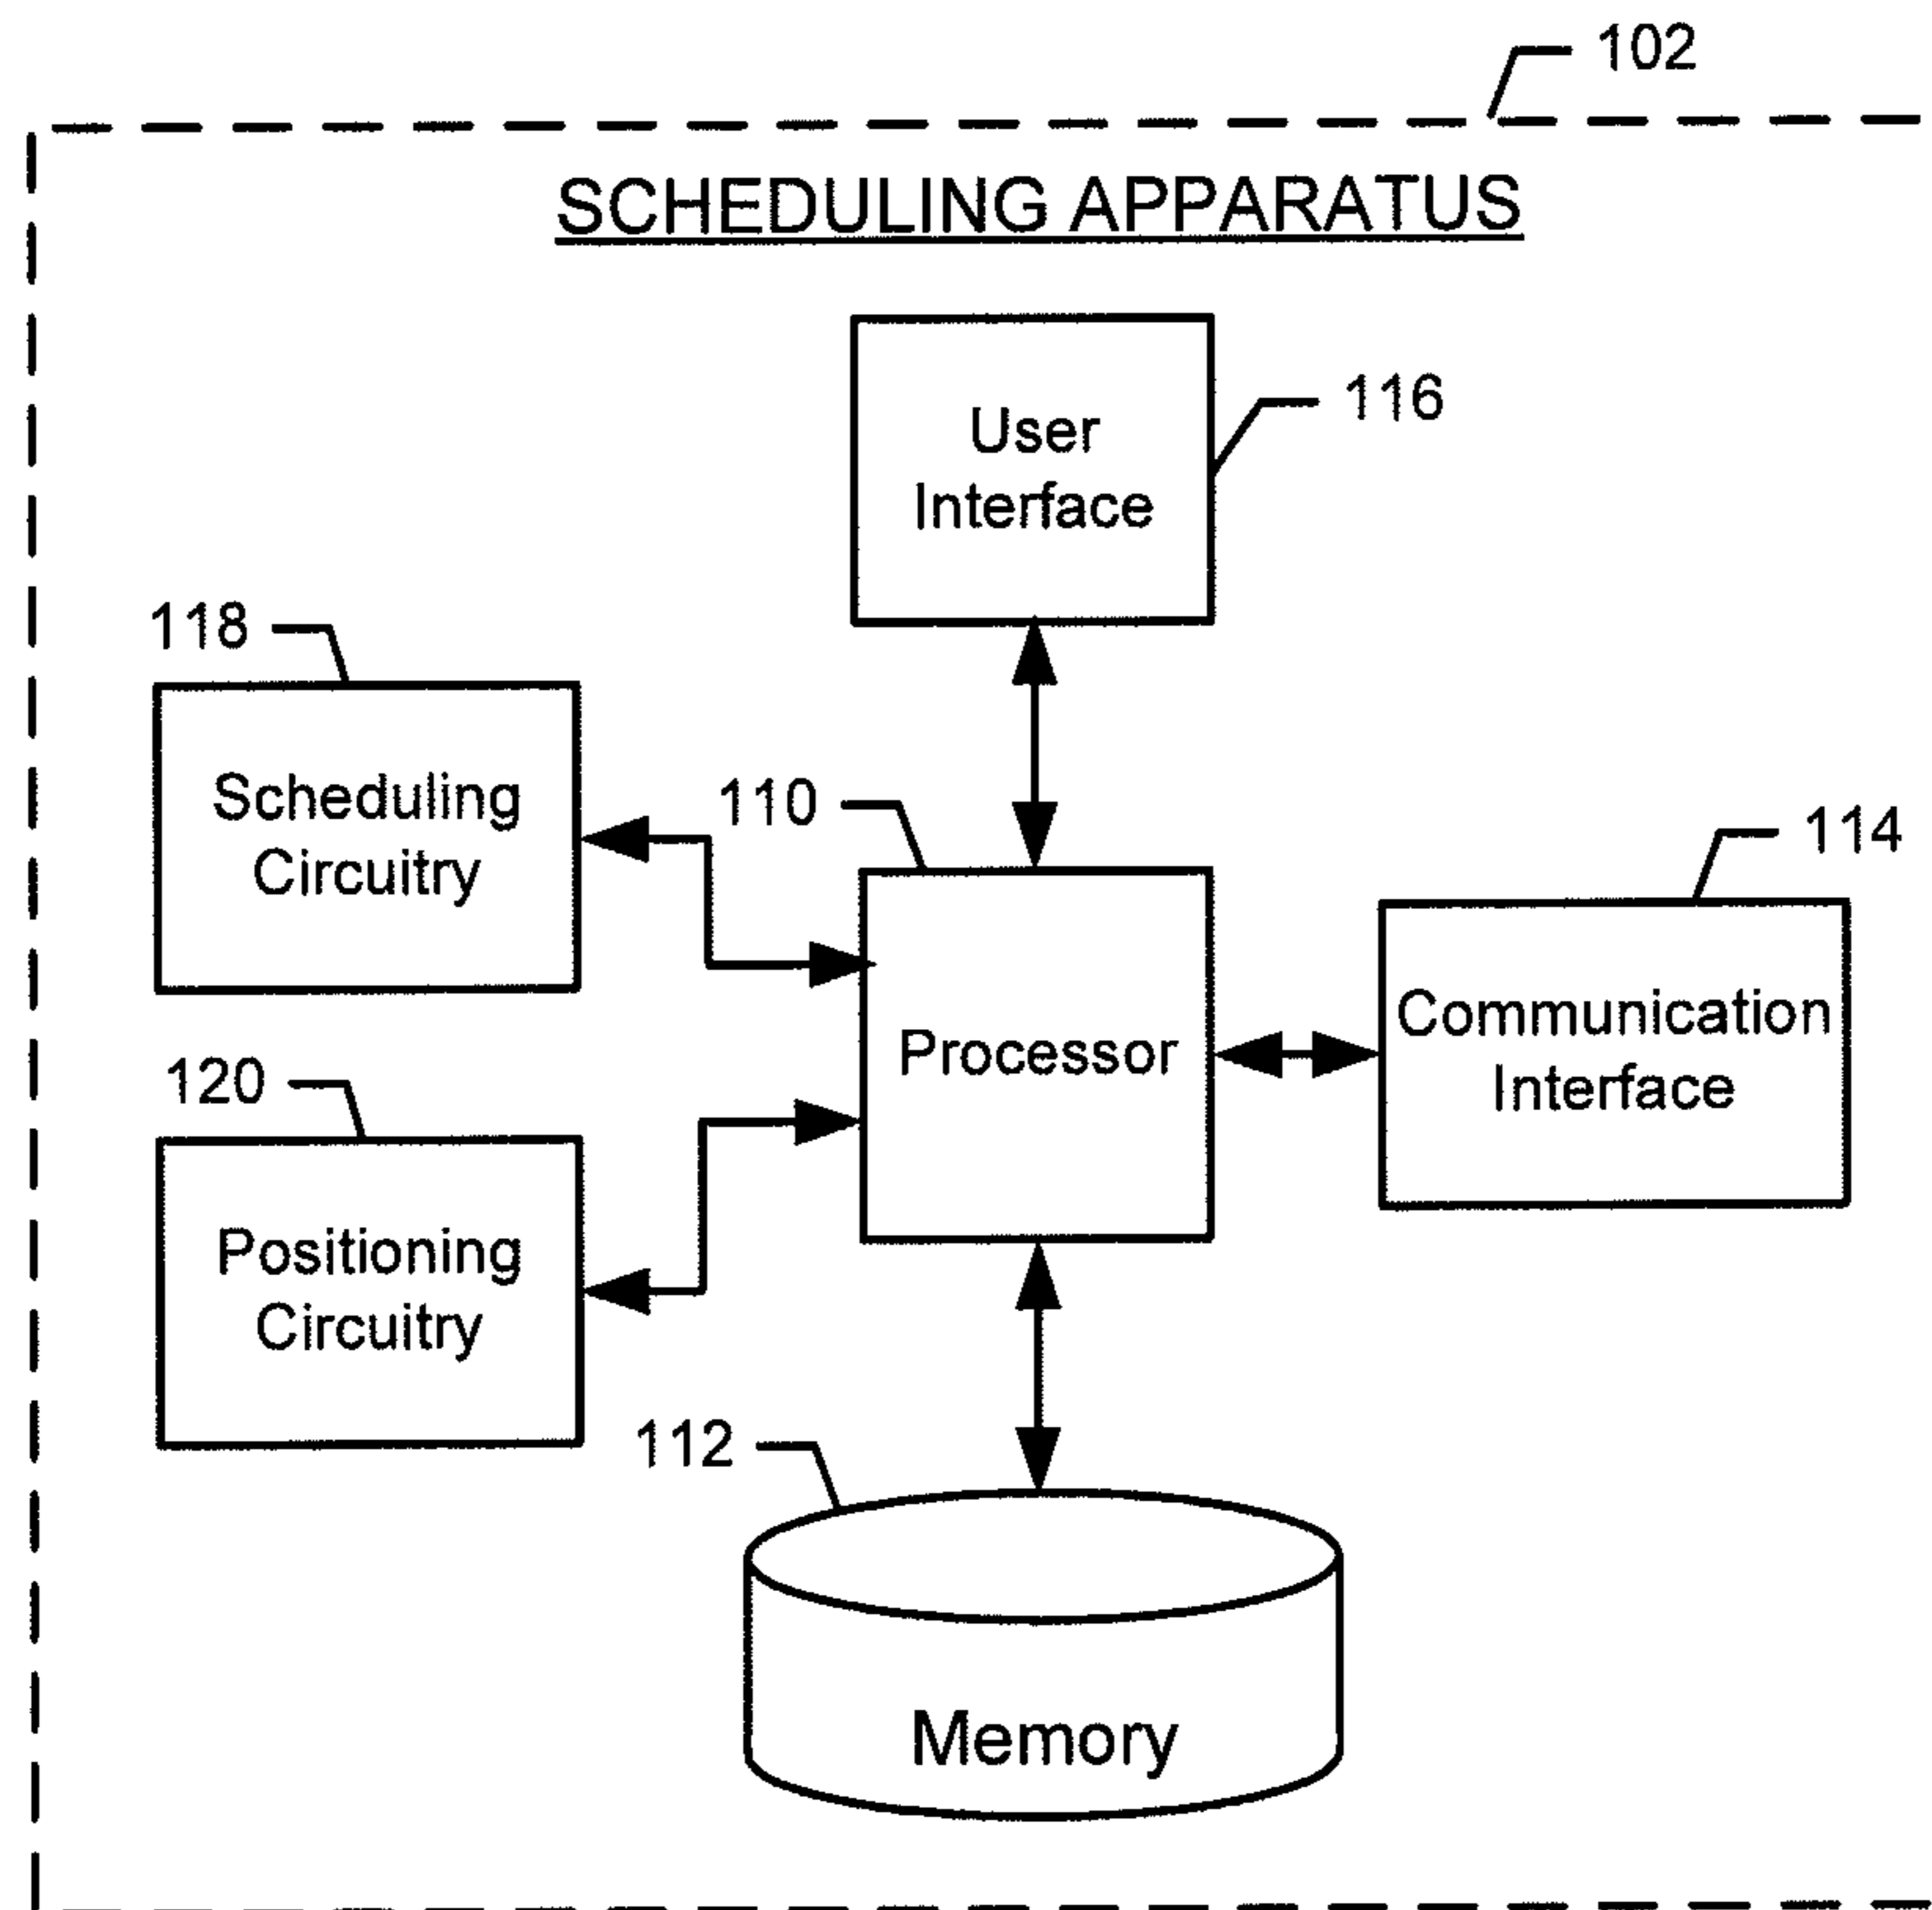 102
SCHEDULING APPARATUS
116
User
Interface
118
Scheduling
Circuitry
110
114
Processor
Communication
Interface
120
Positioning
Circuitry
112
Memory